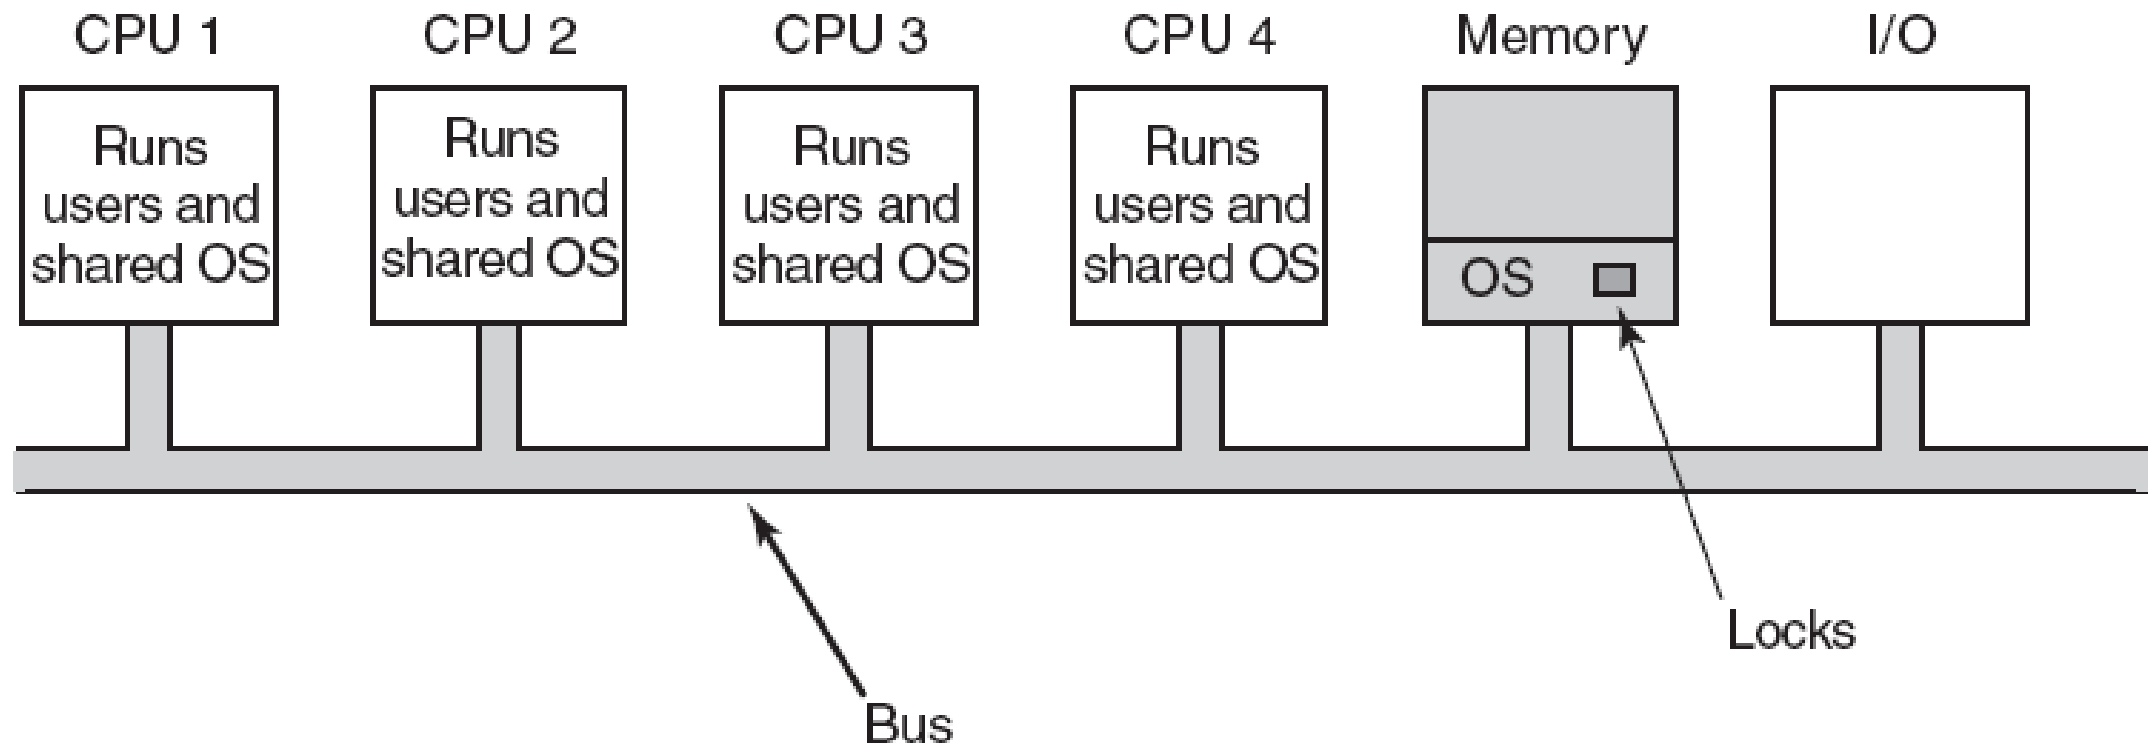 CPU 1
CPU 2
CPU 3
CPU 4
Memory
I/O
Runs
users and
shared OS
Runs
users and
shared OS
Runs
users and
shared OS
Runs
users and
shared OS
OS
Locks
Bus